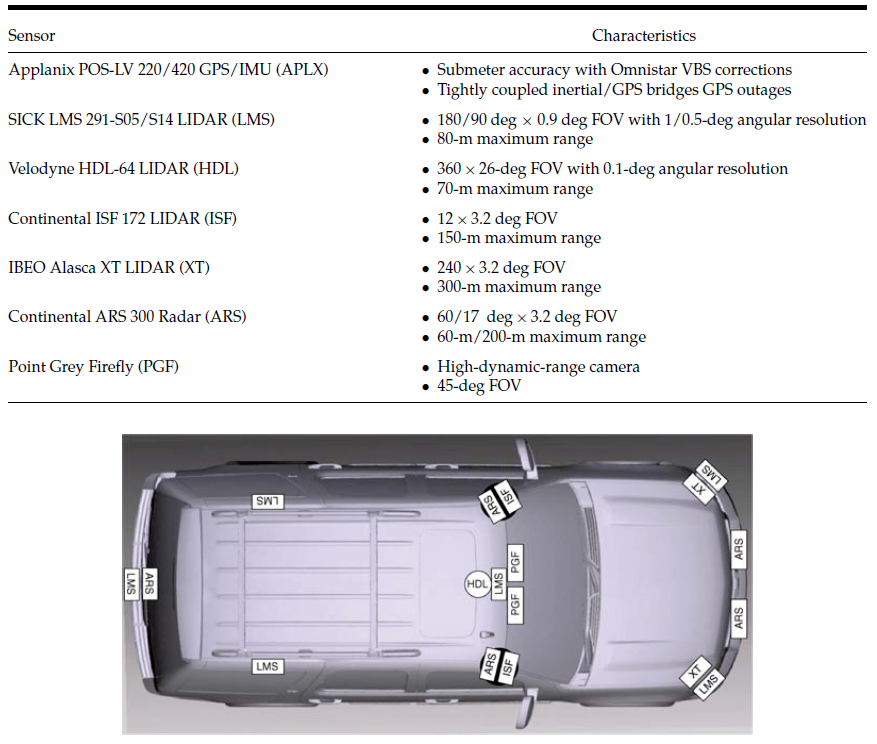 Sensor Characteristics
Applanix POS-LV 220/420 GPS/IMU (APLX) • Submeter accuracy with Omnistar VBS corrections
• Tightly coupled inertial/GPS bridges GPS outages
SICK LMS 291-S05/S14 LIDAR (LMS) • 180/90 deg × 0.9 deg FOV with 1/0.5-deg angular resolution
• 80-m maximum range
Velodyne HDL-64 LIDAR (HDL) • 360 × 26-deg FOV with 0.1-deg angular resolution
• 70-m maximum range
Continental ISF 172 LIDAR (ISF) • 12 × 3.2 deg FOV
• 150-m maximum range
IBEO Alasca XT LIDAR (XT) • 240 × 3.2 deg FOV
• 300-m maximum range
Continental ARS 300 Radar (ARS) • 60/17 deg × 3.2 deg FOV
• 60-m/200-m maximum range
Point Grey Firefly (PGF) • High-dynamic-range camera
• 45-deg FOV
LMS
XT
LMS
ARS
ISF
ARS
PGF
HDL
LMS
PGF
LMS
ARS
ARS
LMS
ARS
ISF
XT
LMS